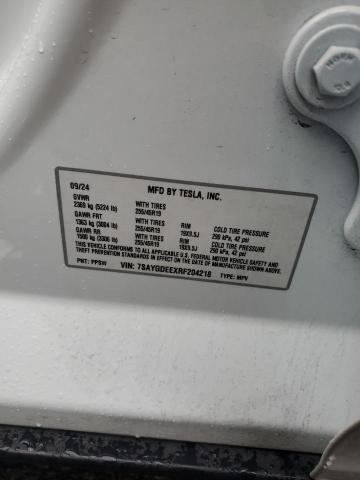 09/24 MFD BY TESLA, INC.
GVWR
2369 kg (5224 lb) WITH TIRES 255/45R19
GAWR FRT WITH TIRES RIM COLD TIRE PRESSURE
1363 kg (3004 lb) 255/45R19 19X9.5J 290 kPa, 42 psi
GAWR RR WITH TIRES RIM COLD TIRE PRESSURE
1500 kg (3306 lb) 255/45R19 19X9.5J 290 kPa, 42 psi
THIS VEHICLE CONFORMS TO ALL APPLICABLE U.S. FEDERAL MOTOR VEHICLE SAFETY AND
THEFT PREVENTION STANDARDS IN EFFECT ON THE DATE OF MANUFACTURE SHOWN ABOVE.
PNT: PPSW VIN: 7SAYGDEEXRF204218 TYPE: MPV